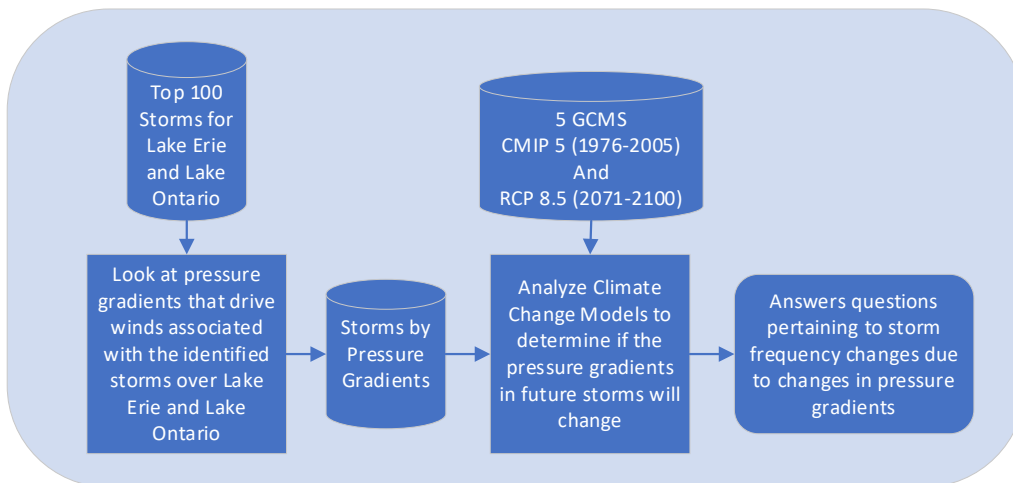 Top 100
Storms for
Lake Erie
and Lake
Ontario
5 GCMS
CMIP 5 (1976-2005)
And
RCP 8.5 (2071-2100)
Look at pressure
gradients that drive
winds associated
with the identified
storms over Lake
Erie and Lake
Ontario
Storms by
Pressure
Gradients
Analyze Climate
Change Models to
determine if the
pressure gradients
in future storms will
change
Answers questions
pertaining to storm
frequency changes due
to changes in pressure
gradients